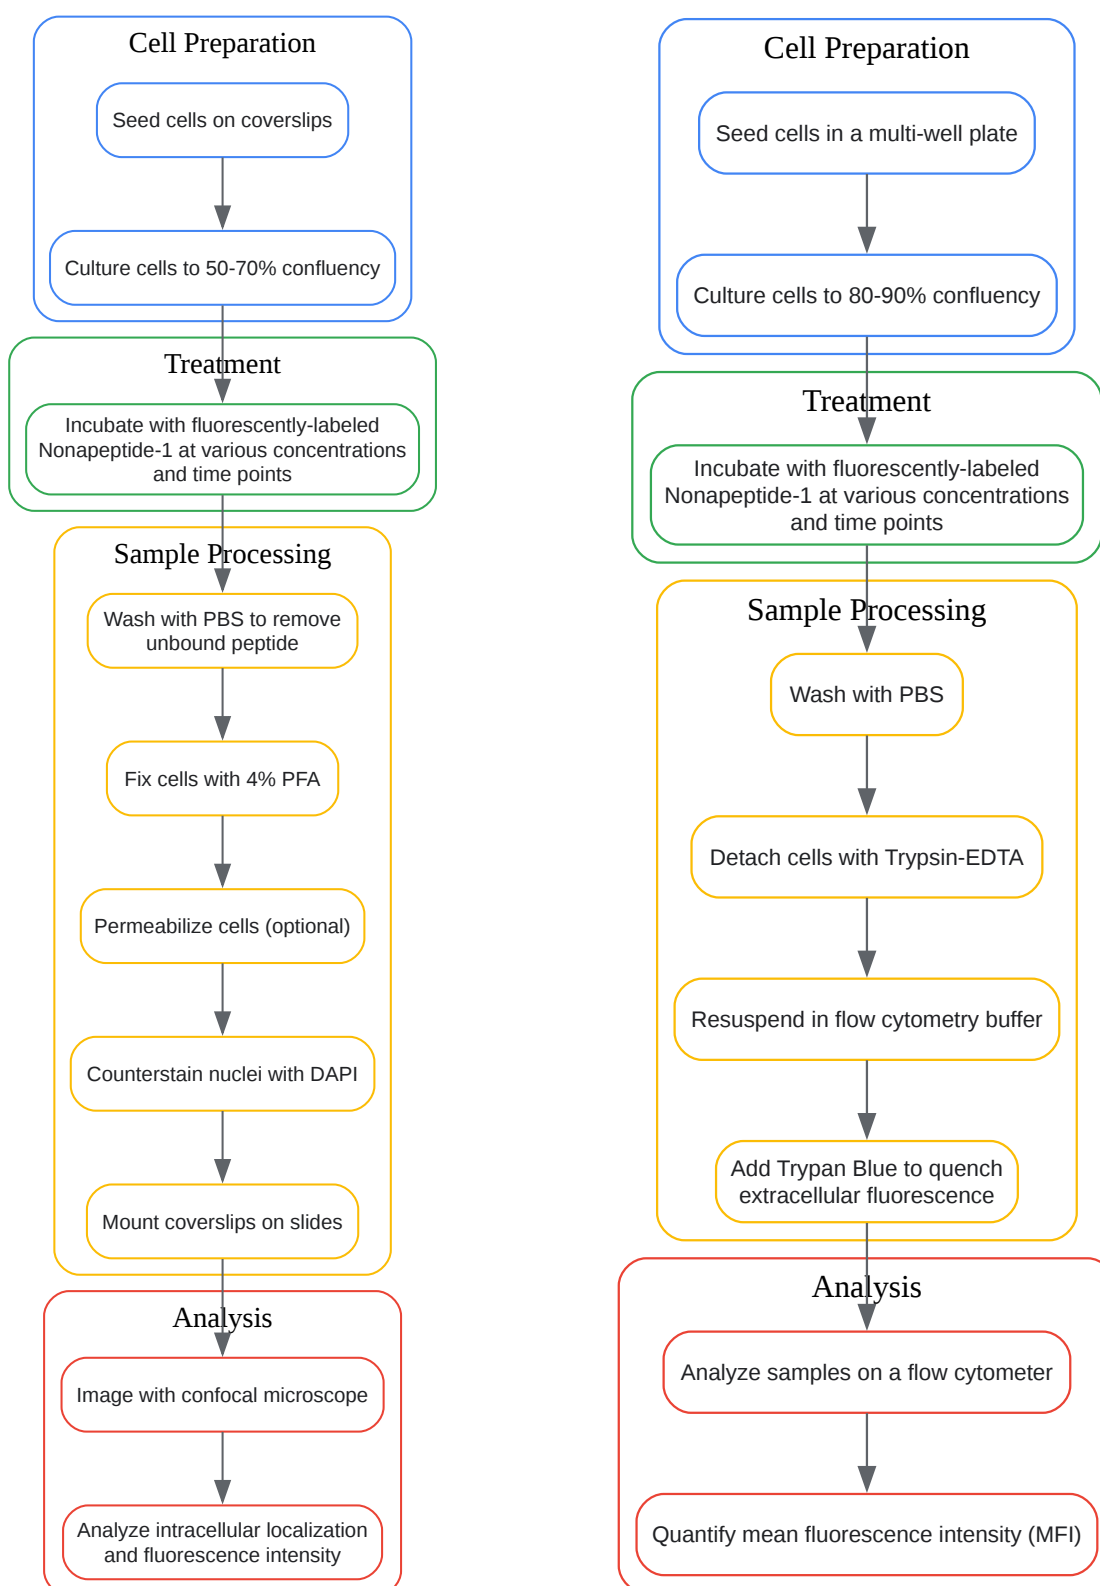 Cell Preparation
Seed cells on coverslips
Culture cells to 50-70% confluency
Treatment
Incubate with fluorescently-labeled
Nonapeptide-1 at various concentrations
and time points
Sample Processing
Wash with PBS to remove
unbound peptide
Fix cells with 4% PFA
Permeabilize cells (optional)
Counterstain nuclei with DAPI
Mount coverslips on slides
Analysis
Image with confocal microscope
Analyze intracellular localization
and fluorescence intensity
Cell Preparation
Seed cells in a multi-well plate
Culture cells to 80-90% confluency
Treatment
Incubate with fluorescently-labeled
Nonapeptide-1 at various concentrations
and time points
Sample Processing
Wash with PBS
Detach cells with Trypsin-EDTA
Resuspend in flow cytometry buffer
Add Trypan Blue to quench
extracellular fluorescence
Analysis
Analyze samples on a flow cytometer
Quantify mean fluorescence intensity (MFI)